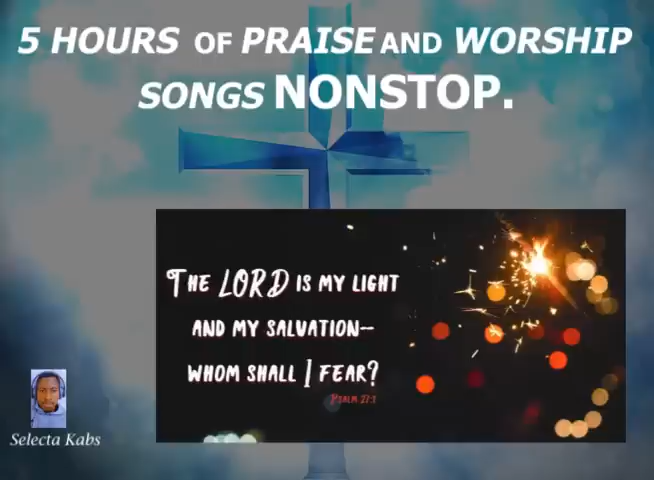 5 HOURS OF PRAISE AND WORSHIP
SONGS NONSTOP.
THE LORD IS MY LIGHT
AND MY SALVATION—
WHOM SHALL I FEAR?
PSALM 27:1
Selecta Kabs